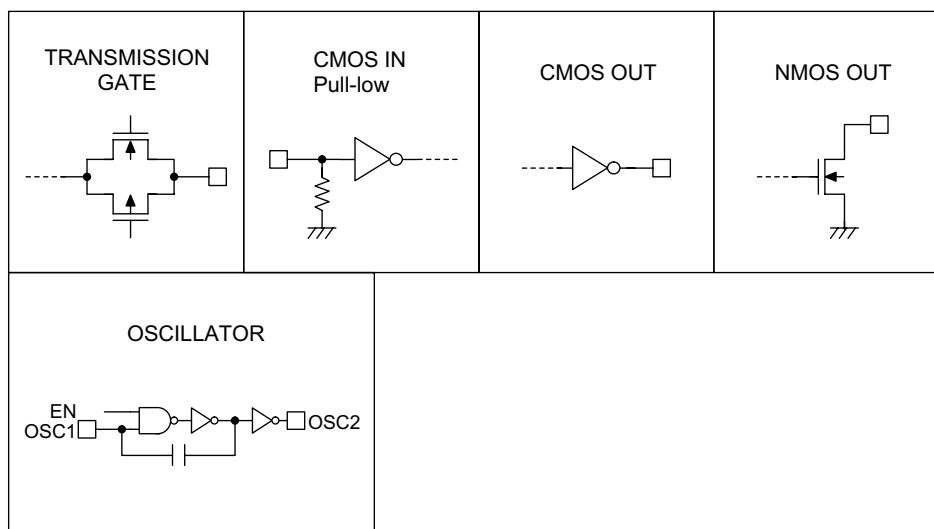 TRANSMISSION
GATE
CMOS IN
Pull-low
CMOS OUT
NMOS OUT
OSCILLATOR
EN
OSC1
OSC2